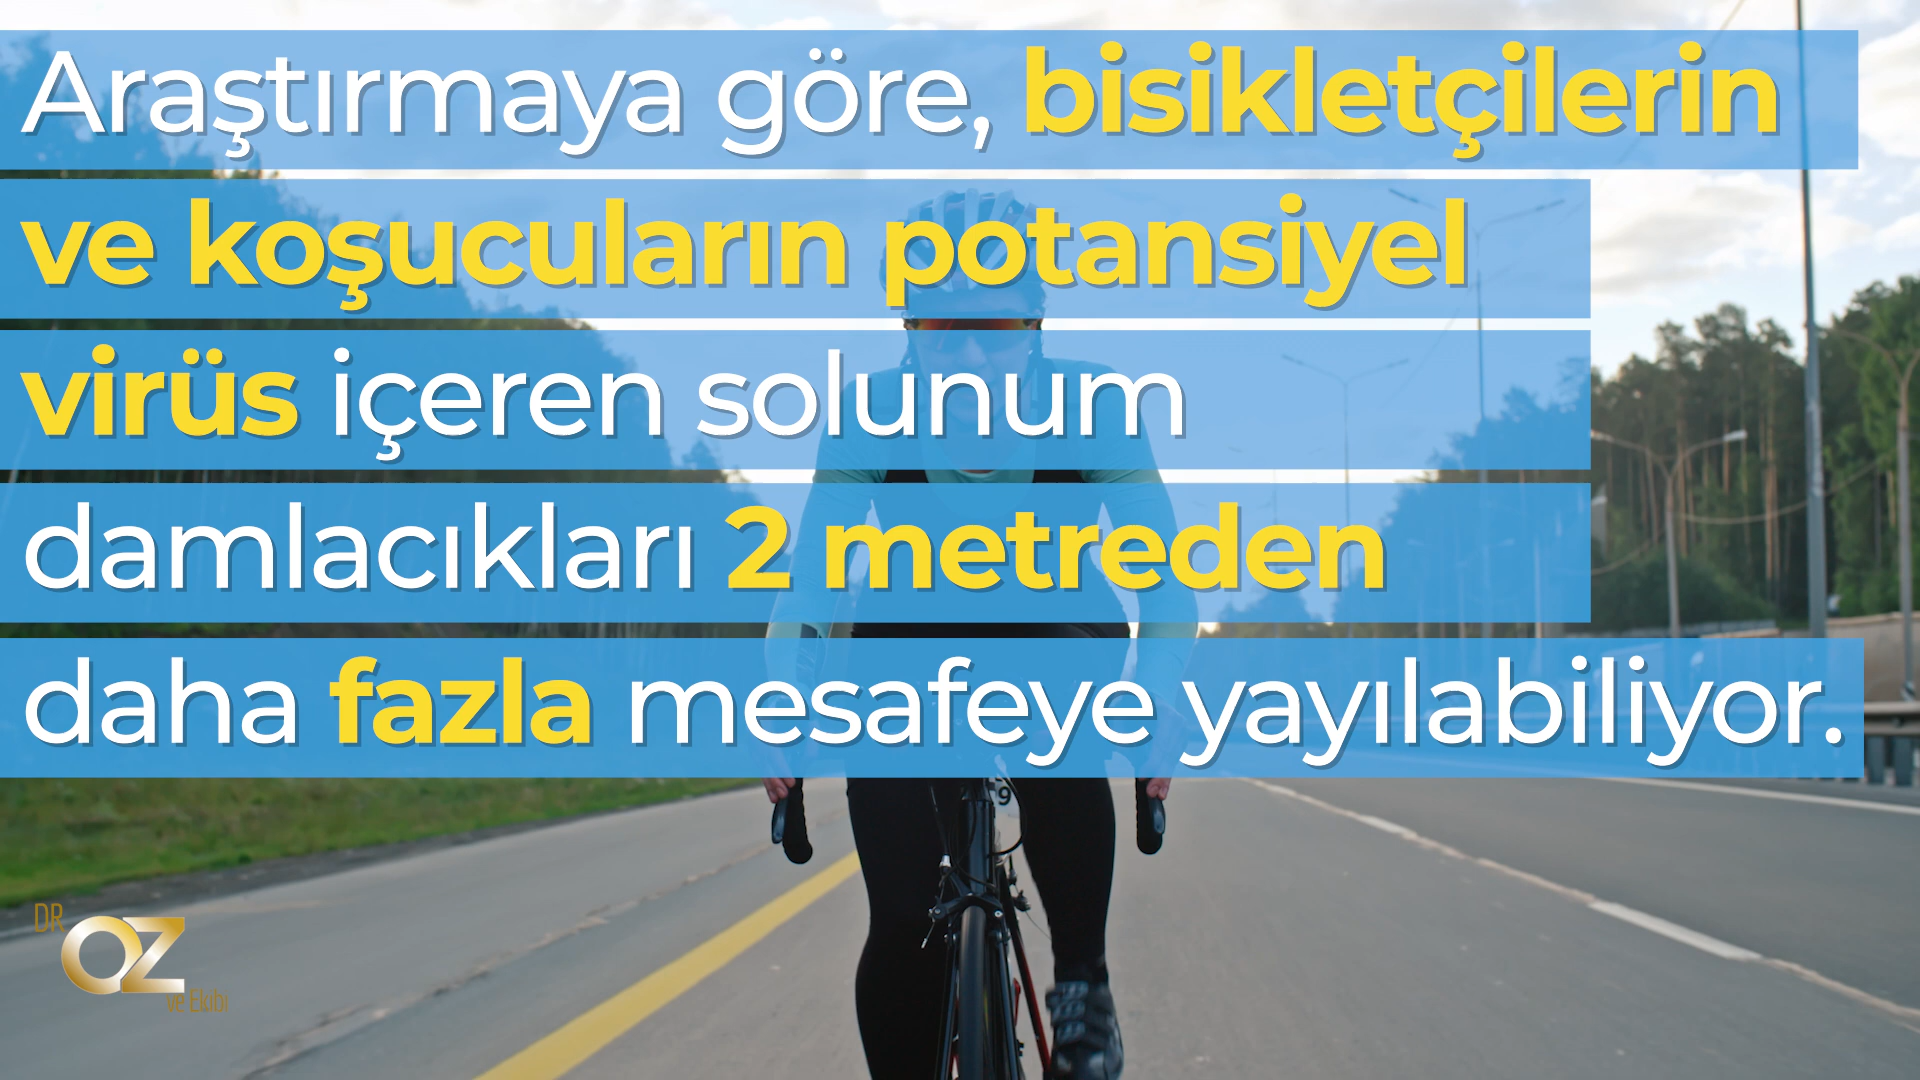 Araştırmaya göre, bisikletçilerin
ve koşucuların potansiyel
virüs içeren solunum
damlacıkları 2 metreden
daha fazla mesafeye yayılabiliyor.
9
DR
OZ
ve Ekibi